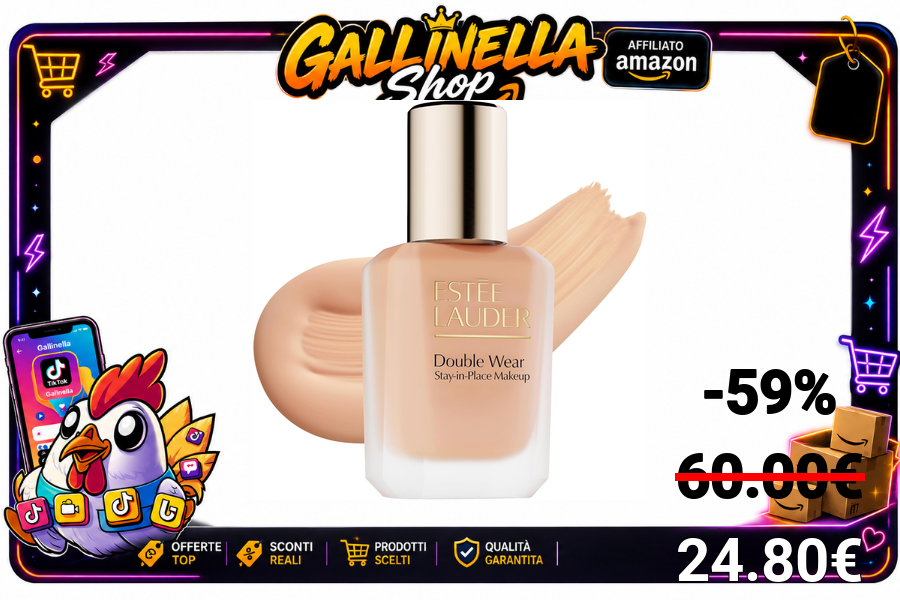 GALLINELLA
Shop
AFFILIATO
amazon
ESTĒE
LAUDER
Double Wear
Stay-in-Place Makeup
Gallinella
TikTok
Gallinella
-59%
60.00€
24.80€
OFFERTE
TOP
SCONTI
REALI
PRODOTTI
SCELTI
QUALITÀ
GARANTITA